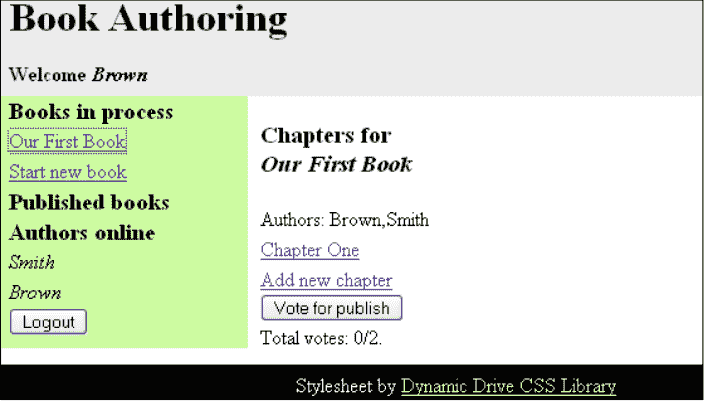 Book Authoring
Welcome Brown
Books in process
Our First Book
Start new book
Published books
Authors online
Smith
Brown
Logout
Chapters for
Our First Book
Authors: Brown,Smith
Chapter One
Add new chapter
Vote for publish
Total votes: 0/2.
Stylesheet by Dynamic Drive CSS Library